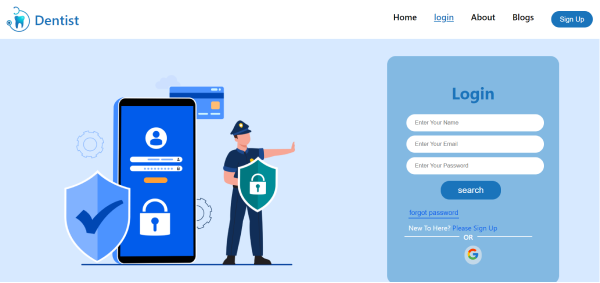 Dentist
Home login About Blogs Sign Up
Login
Enter Your Name
Enter Your Email
Enter Your Password
search
forgot password
New To Here? Please Sign Up
OR
G